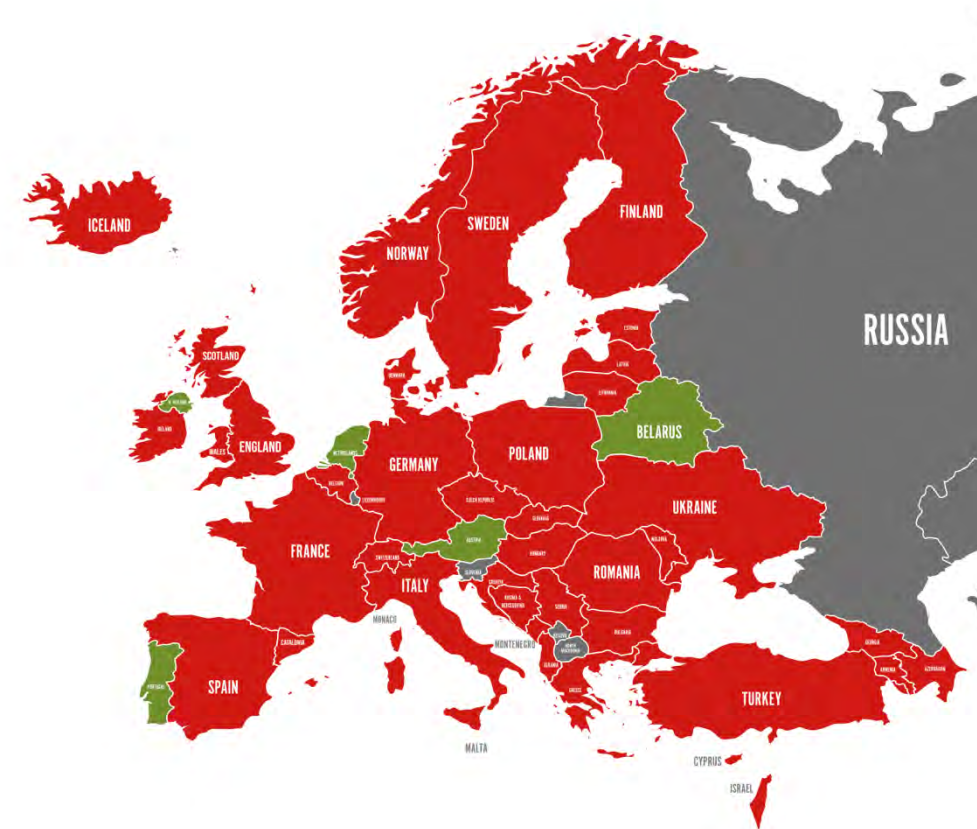 ICELAND
NORWAY
SWEDEN
FINLAND
RUSSIA
SCOTLAND
N. IRELAND
IRELAND
WALES
ENGLAND
DENMARK
ESTONIA
LATVIA
LITHUANIA
BELARUS
NETHERLANDS
BELGIUM
LUXEMBOURG
GERMANY
POLAND
CZECH REPUBLIC
UKRAINE
SLOVAKIA
AUSTRIA
FRANCE
SWITZERLAND
HUNGARY
MOLDOVA
SLOVENIA
ITALY
CROATIA
ROMANIA
BOSNIA &
HERZEGOVINA
SERBIA
MONACO
MONTENEGRO
KOSOVO
BULGARIA
NORTH
MACEDONIA
CATALONIA
ALBANIA
GEORGIA
ARMENIA
AZERBAIJAN
PORTUGAL
SPAIN
GREECE
TURKEY
MALTA
CYPRUS
ISRAEL